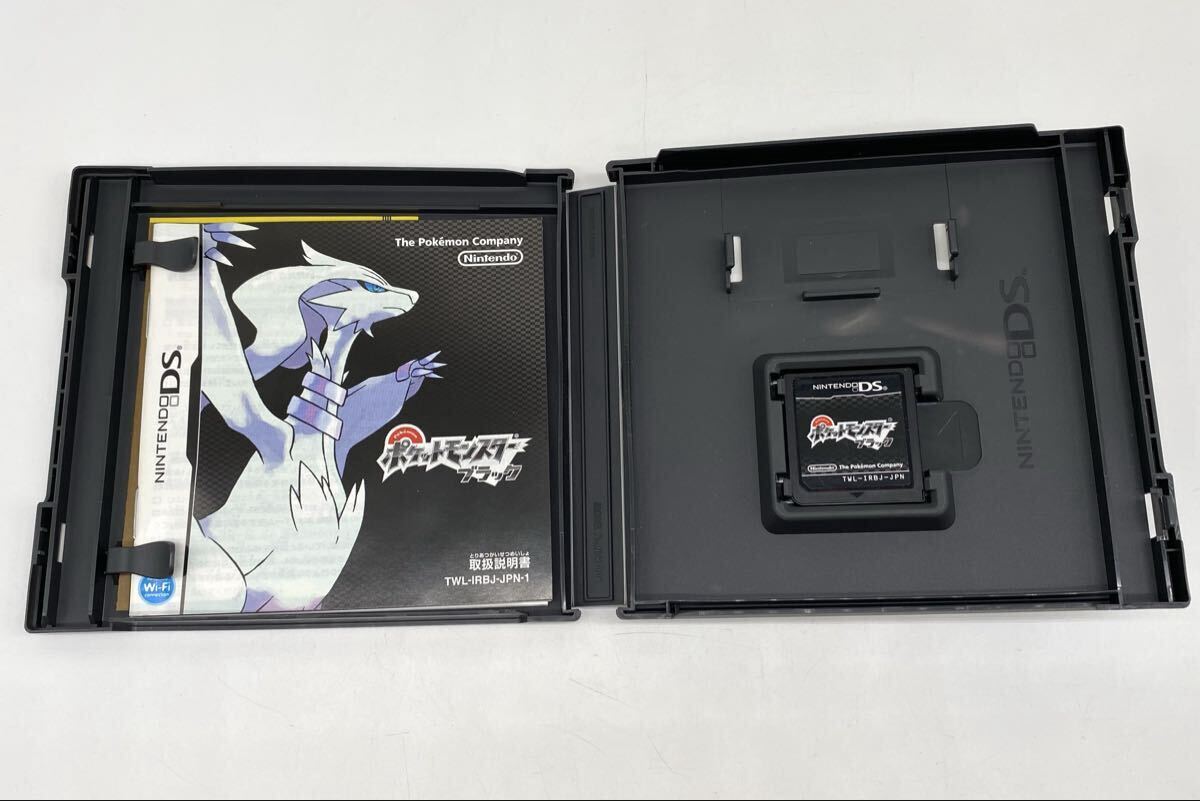 The Pokémon Company
Nintendo
NINTENDO DS
Pokémon
ポケットモンスター
ブラック
とりあつかいせつめいしょ
取扱説明書
TWL-IRBJ-JPN-1
Wi-Fi
CONNECTION
NINTENDO DS
NINTENDO DS
ポケットモンスター
ブラック
Nintendo The Pokémon Company
TWL-IRBJ-JPN